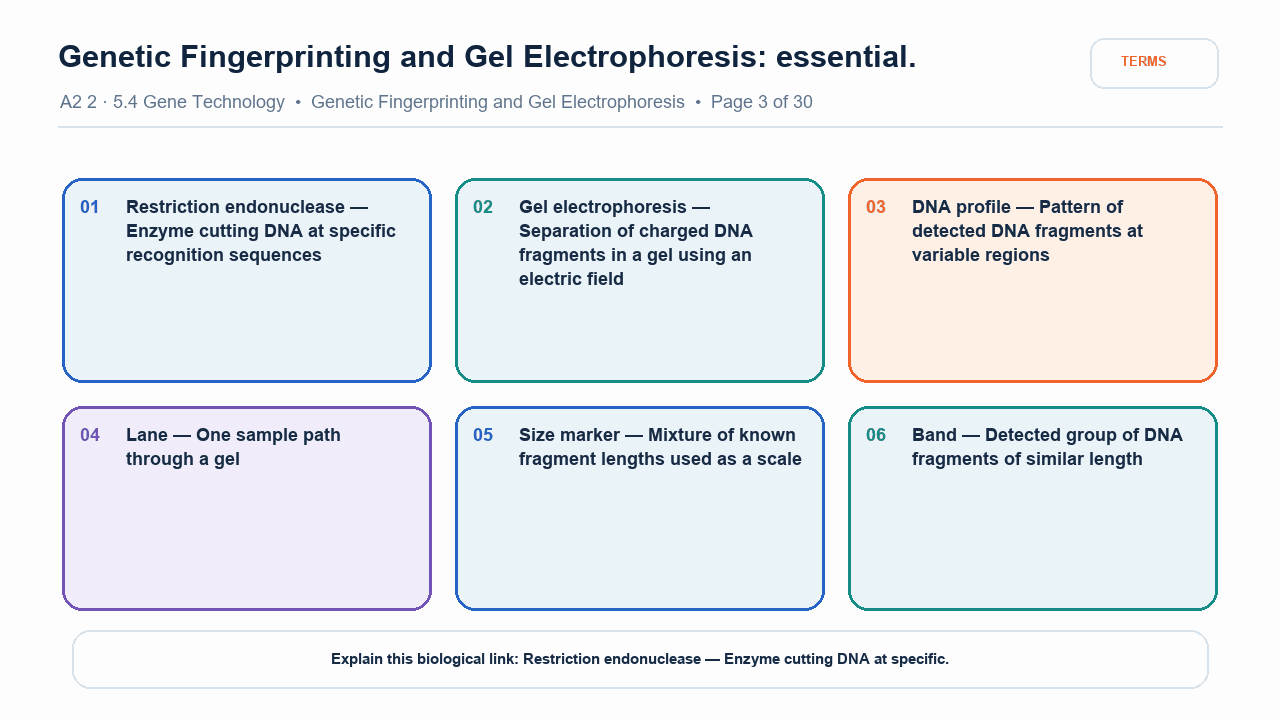 Genetic Fingerprinting and Gel Electrophoresis: essential.
TERMS
A2 2 · 5.4 Gene Technology • Genetic Fingerprinting and Gel Electrophoresis • Page 3 of 30
01 Restriction endonuclease —
Enzyme cutting DNA at specific
recognition sequences
02 Gel electrophoresis —
Separation of charged DNA
fragments in a gel using an
electric field
03 DNA profile — Pattern of
detected DNA fragments at
variable regions
04 Lane — One sample path
through a gel
05 Size marker — Mixture of known
fragment lengths used as a scale
06 Band — Detected group of DNA
fragments of similar length
Explain this biological link: Restriction endonuclease — Enzyme cutting DNA at specific.